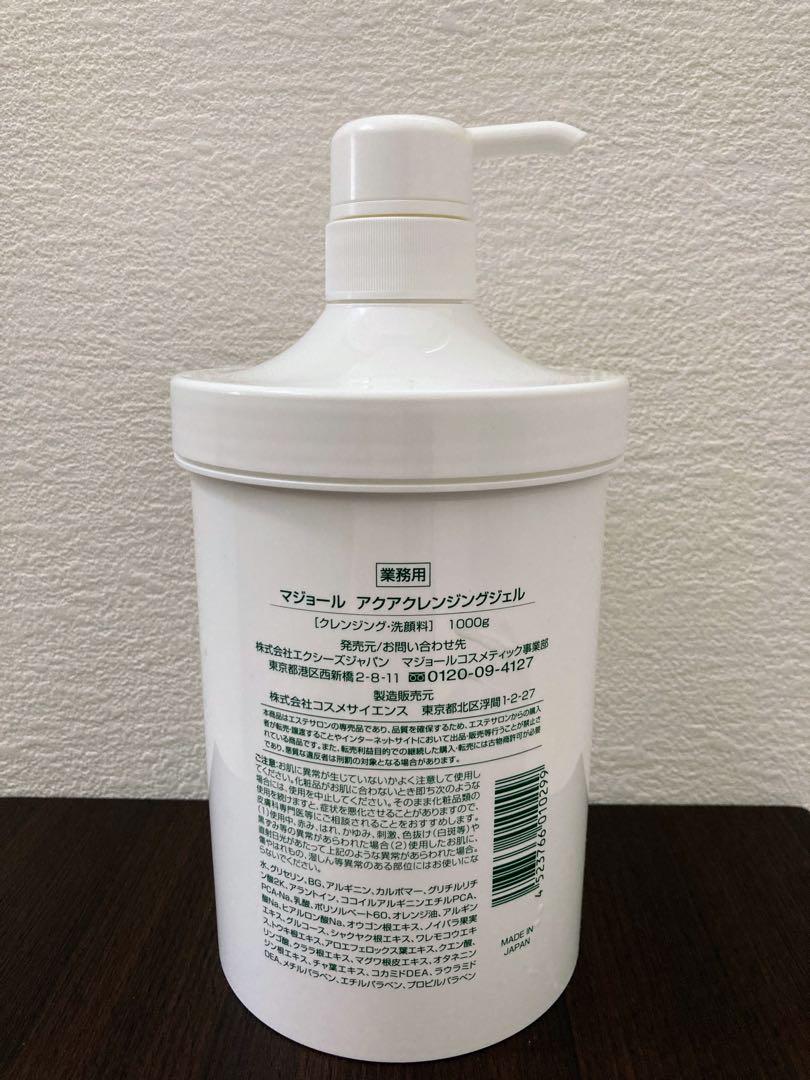 業務用
マジョール アクアクレンジングジェル
[クレンジング・洗顔料] 1000g
発売元/お問い合わせ先
株式会社エクシーズジャパン マジョールコスメティック事業部
東京都港区西新橋2-8-11 0120-09-4127
製造販売元
株式会社コスメサイエンス 東京都北区浮間1-2-27
本商品はエステサロンの専売品であり、品質を確保するため、エステサロンからの購入
者が転売・譲渡することやインターネットサイトにおいて出品・販売等行うことが禁止さ
れている商品です。また、転売利益目的での継続した購入・転売には古物商許可が必要
であり、悪質な違反者は刑罰の対象となる場合があります。
ご注意:お肌に異常が生じていないかよく注意して使用し
てください。化粧品がお肌に合わないとき即ち次のような
場合には、使用を中止してください。そのまま化粧品類の
使用を続けますと、症状を悪化させることがありますので、
皮膚科専門医等にご相談されることをおすすめします。
(1)使用中、赤み、はれ、かゆみ、刺激、色抜け(白斑等)や
黒ずみ等の異常があらわれた場合(2)使用したお肌に、
直射日光があたって上記のような異常があらわれた場合。
傷やはれもの、湿しん等異常のある部位にはお使いにな
らないでください。
水、グリセリン、BG、アルギニン、カルボマー、グリチルリチ
ン酸2K、アラントイン、ココイルアルギニンエチルPCA、
PCA-Na、乳酸、ポリソルベート60、オレンジ油、アルギン
酸Na、ヒアルロン酸Na、オウゴン根エキス、ノイバラ果実
エキス、グルコース、シャクヤク根エキス、ワレモコウエキ
ス、トウキ根エキス、アロエフェロックス葉エキス、クエン酸、
リンゴ酸、クララ根エキス、マグワ根皮エキス、オタネニン
ジン根エキス、チャ葉エキス、コカミドDEA、ラウラミド
DEA、メチルパラベン、エチルパラベン、プロピルパラベン
4523766010299
MADE IN
JAPAN